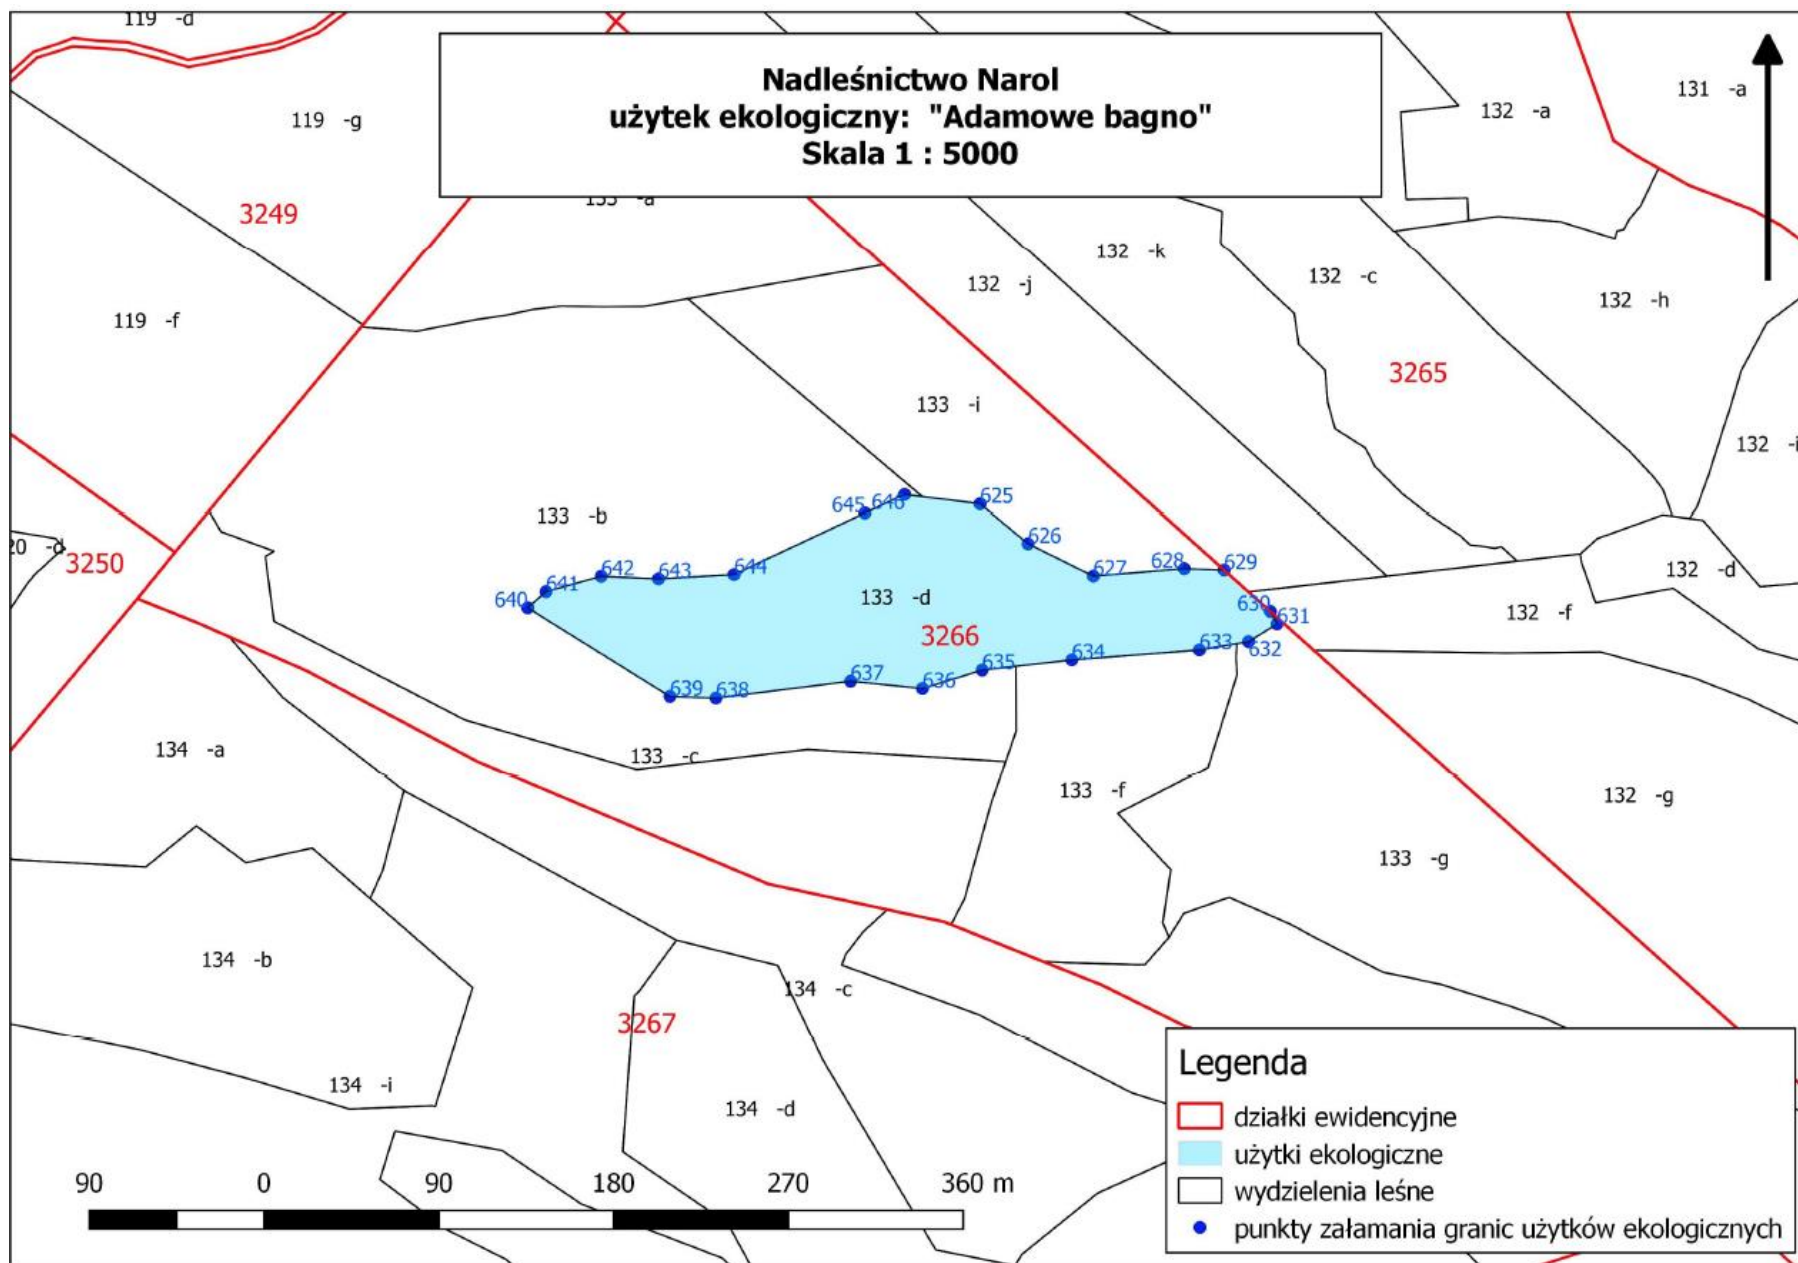 119 -d
Nadleśnictwo Narol
użytek ekologiczny: "Adamowe bagno"
Skala 1 : 5000
131 -a
132 -a
119 -g
3249
132 -k
132 -j
132 -c
132 -h
119 -f
3265
133 -i
132 -i
133 -b
645
646
625
626
627
628
629
3250
132 -d
640
641
642
643
644
133 -d
3266
630
631
632
132 -f
633
634
635
636
637
638
639
134 -a
133 -c
133 -f
132 -g
133 -g
134 -b
134 -c
3267
134 -i
134 -d
90 0 90 180 270 360 m
Legenda
działki ewidencyjne
użytki ekologiczne
wydzielenia leśne
punkty załamania granic użytków ekologicznych